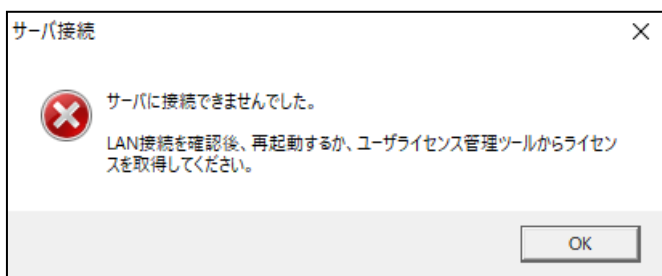 サーバ接続
サーバに接続できませんでした。
LAN接続を確認後、再起動するか、ユーザライセンス管理ツールからライセン
スを取得してください。
OK